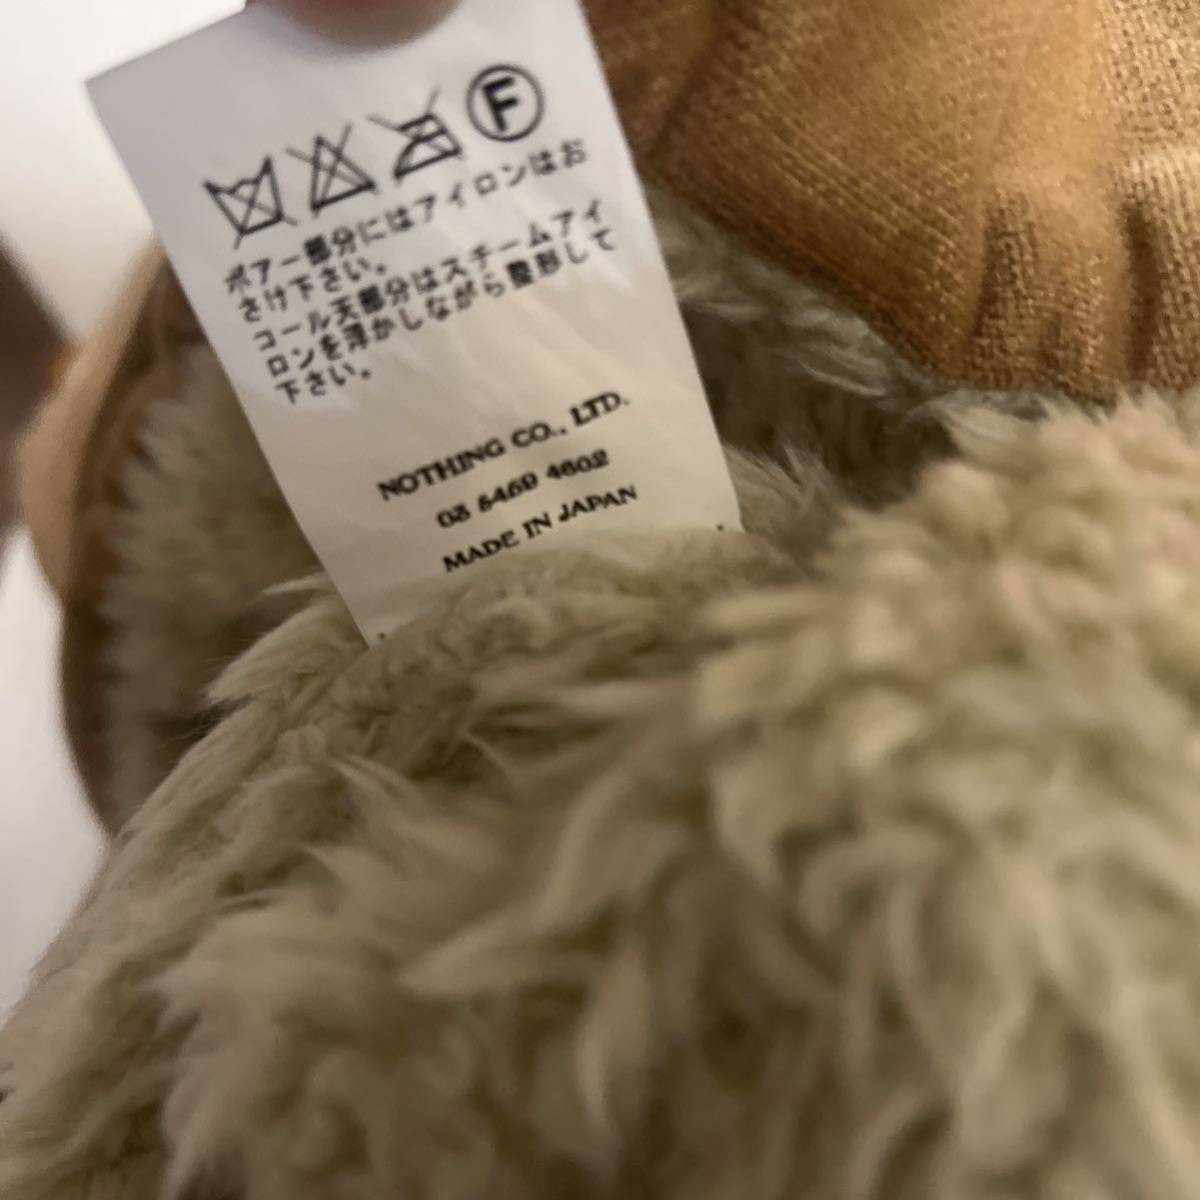 F
ボアー部分にはアイロンはお
さけ下さい。
コール天部分はスチームアイ
ロンを浮かしながら整形して
下さい。
NOTHING CO., LTD.
03 5459 4602
MADE IN JAPAN